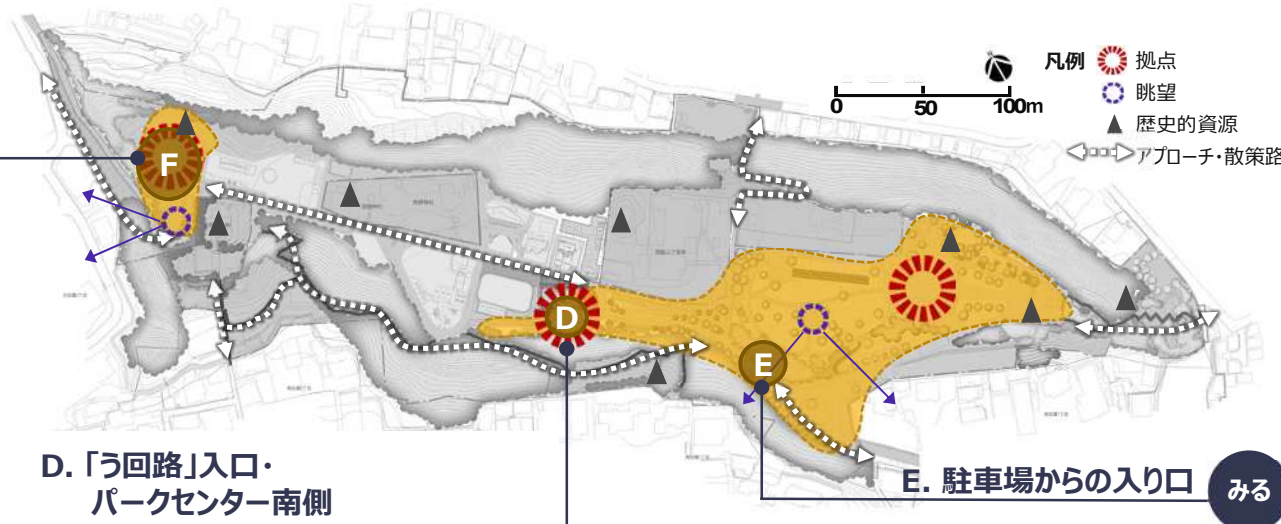 凡例
拠点
眺望
歴史的資源
アプローチ・散策路
0 50 100m
F
D
E
D. 「う回路」入口・
パークセンター南側
E. 駐車場からの入り口
みる